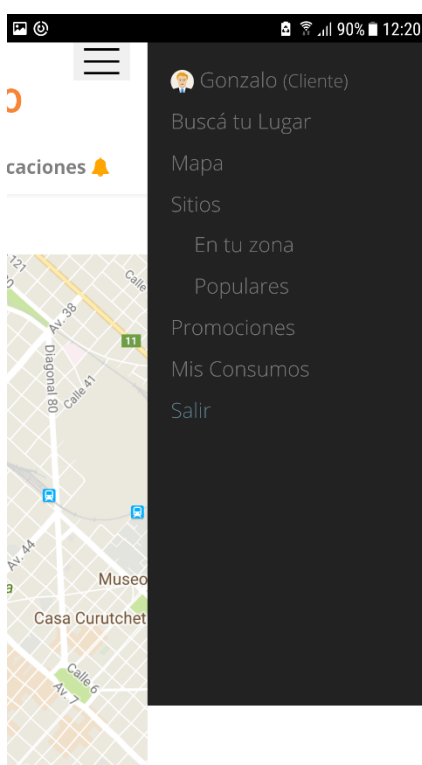 90% 12:20
Gonzalo (Cliente)
Buscá tu Lugar
Mapa
Sitios
En tu zona
Populares
Promociones
Mis Consumos
Salir
o
caciones
121
Calle
Av. 38
11
Diagonal 80
Calle 41
Av. 44
Museo
Casa Curutchet
Calle 6
Av. 7